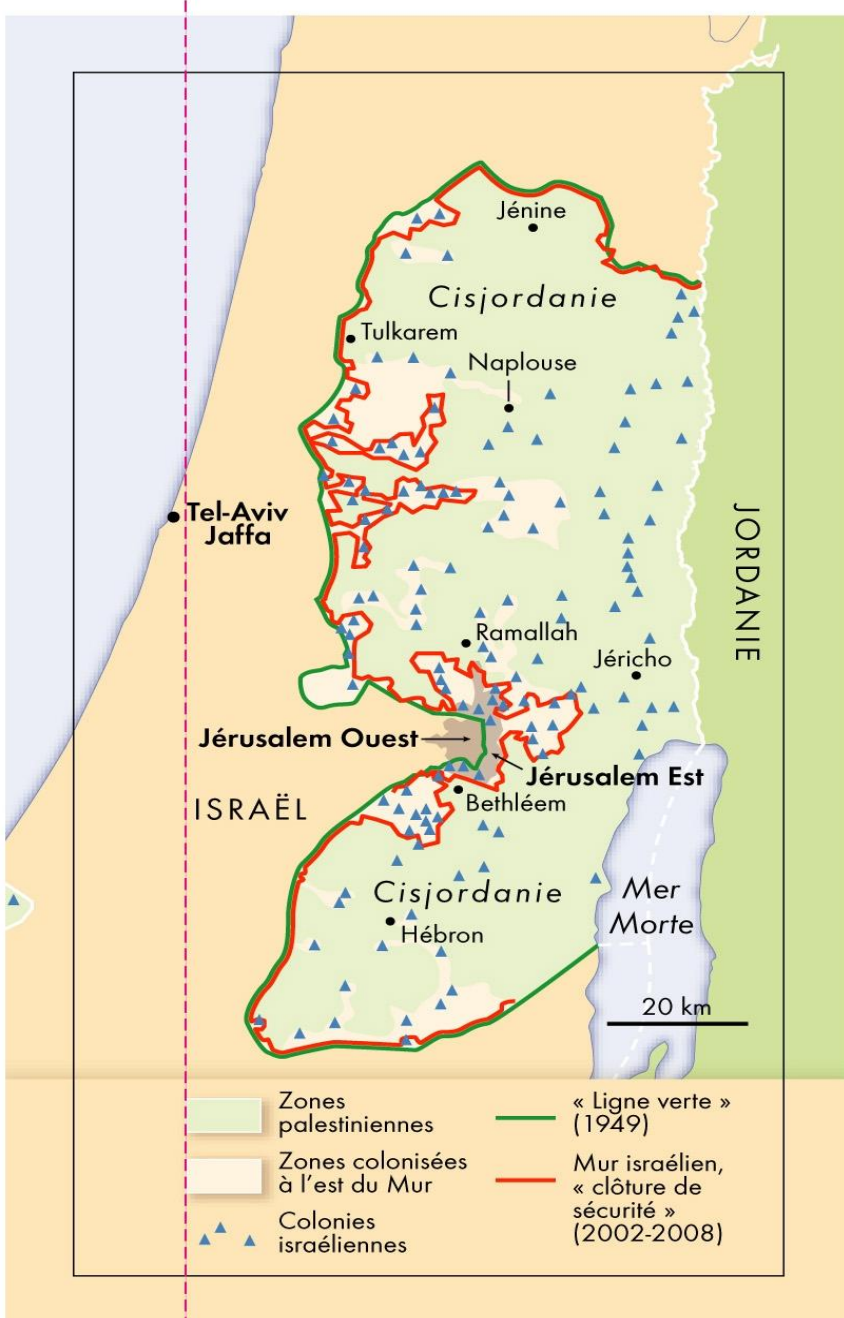 Jénine
Cisjordanie
Tulkarem
Naplouse
Tel-Aviv
Jaffa
JORDANIE
Ramallah
Jéricho
Jérusalem Ouest
Jérusalem Est
ISRAËL
Bethléem
Cisjordanie
Mer
Morte
Hébron
20 km
Zones
palestiniennes
Zones colonisées
à l'est du Mur
Colonies
israéliennes
« Ligne verte »
(1949)
Mur israélien,
« clôture de
sécurité »
(2002-2008)